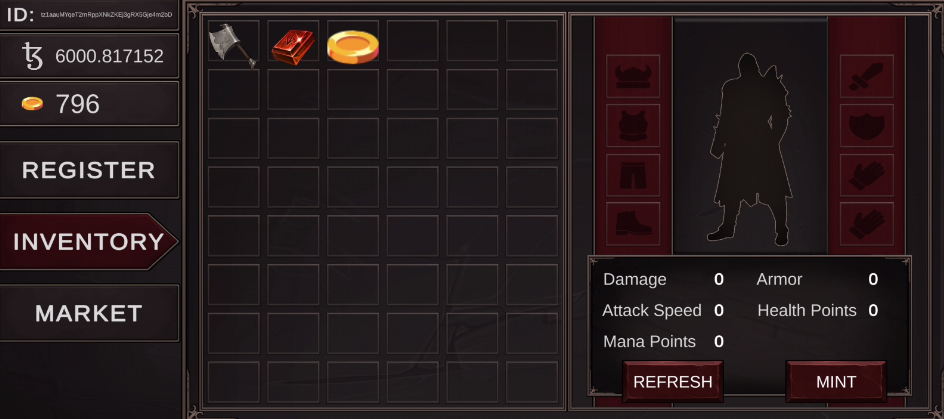 ID:
6000.817152
796
REGISTER
INVENTORY
MARKET
Damage 0 Armor 0
Attack Speed 0 Health Points 0
Mana Points 0
REFRESH MINT